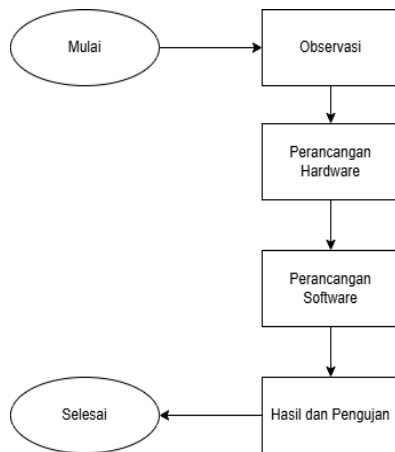 Mulai
Observasi
Perancangan
Hardware
Perancangan
Software
Hasil dan Pengujan
Selesai